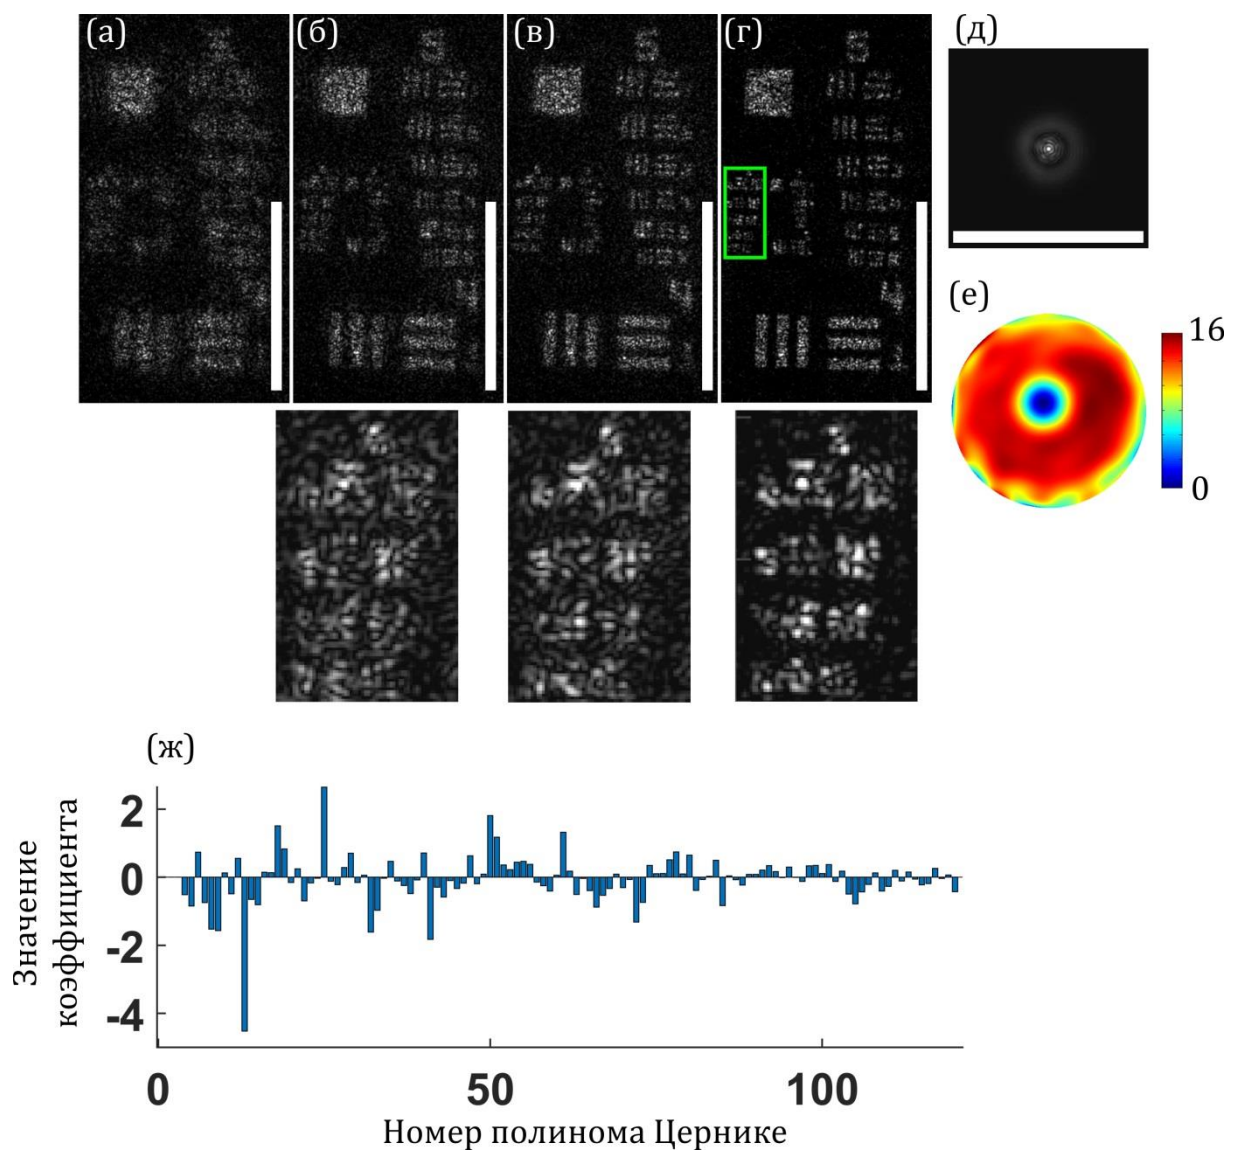 (а)
(б)
(в)
(г)
(д)
(е)
16
0
(ж)
2
0
-2
-4
Значение
коэффициента
0
50
100
Номер полинома Цернике